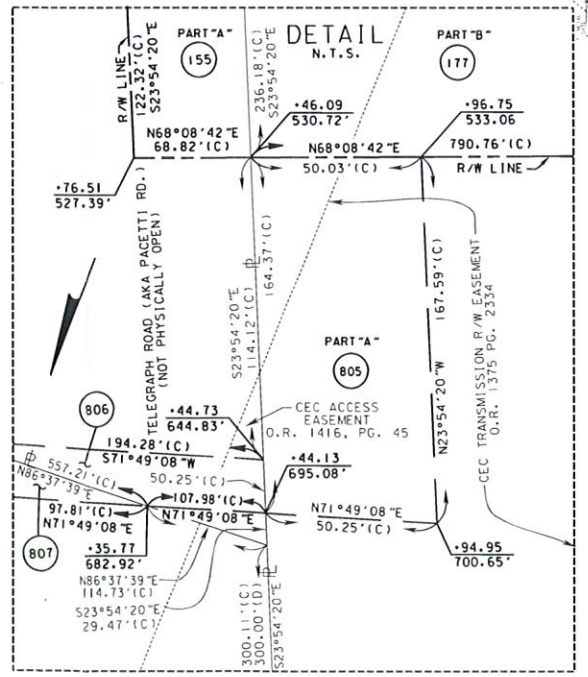 DETAIL
N.T.S.
R/W LINE
122.32'(C)
S23°54'20"E
PART "A"
155
236.18'(C)
S23°54'20"E
PART "B"
177
+46.09
530.72'
+96.75
533.06
N68°08'42"E
68.82'(C)
N68°08'42"E
50.03'(C)
790.76'(C)
R/W LINE
+76.51
527.39'
TELEGRAPH ROAD (AKA PACETTI RD.)
(NOT PHYSICALLY OPEN)
S23°54'20"E
114.12'(C)
164.37'(C)
167.59'(C)
N23°54'20"W
CEC TRANSMISSION R/W EASEMENT
O.R. 1375 PG. 2334
PART "A"
805
806
+44.73
644.83'
CEC ACCESS
EASEMENT
O.R. 1416, PG. 45
194.28'(C)
S71°49'08"W
+44.13
695.08'
557.21'(C)
N86°37'39"E
50.25'(C)
107.98'(C)
N71°49'08"E
97.81'(C)
N71°49'08"E
N71°49'08"E
50.25'(C)
807
+35.77
682.92'
+94.95
700.65'
N86°37'39"E
114.73'(C)
S23°54'20"E
29.47'(C)
300.11'(C)
300.00'(D)
S23°54'20"E